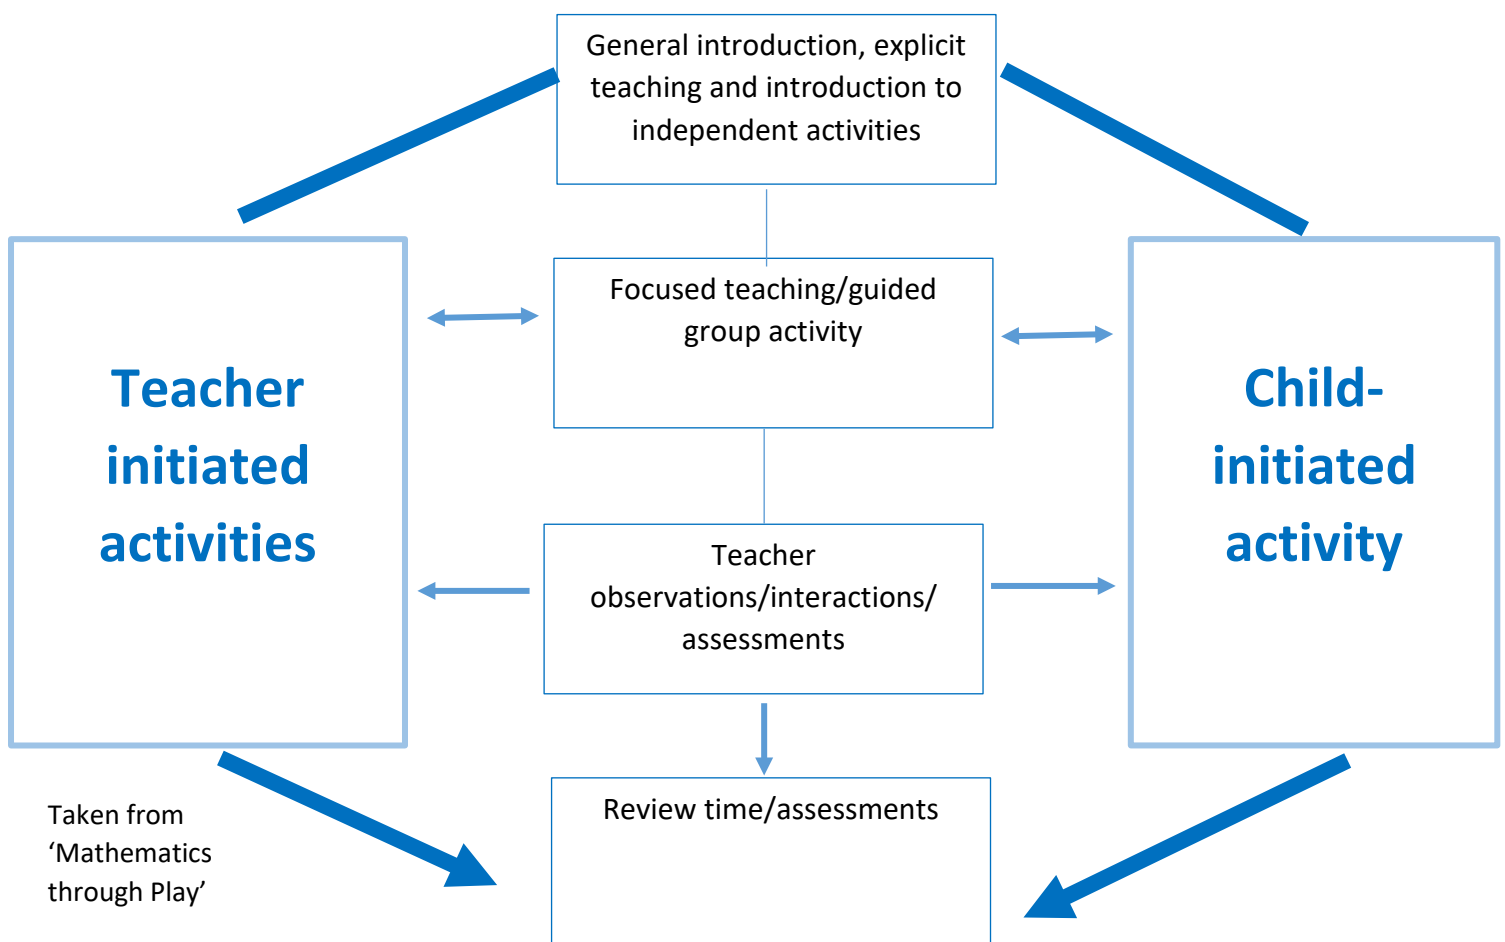 General introduction, explicit
teaching and introduction to
independent activities
Focused teaching/guided
group activity
Teacher
initiated
activities
Child-
initiated
activity
Teacher
observations/interactions/
assessments
Review time/assessments
Taken from
‘Mathematics
through Play’